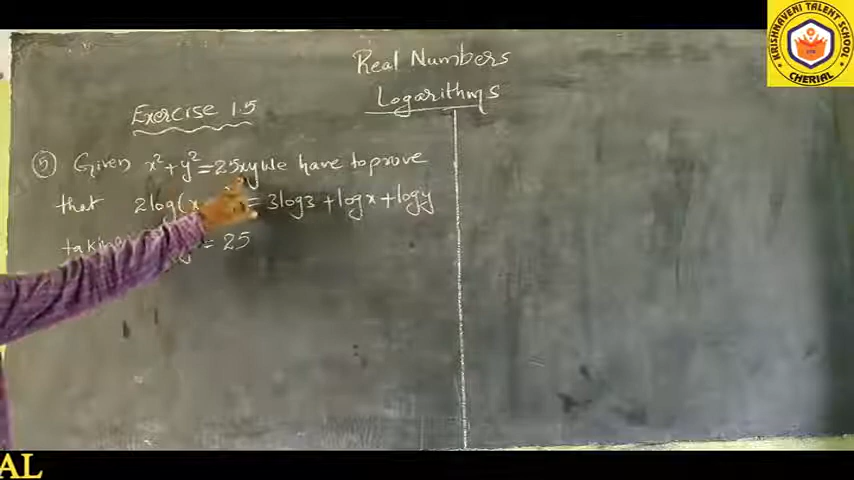 KRISHNAVENI TALENT SCHOOL
CHERIAL
Real Numbers
Logarithms
Exercise 1.5
⑤ Given x²+y²=25xy We have to prove
that 2log(x = 3log3 +logx+logy
= 25
AL